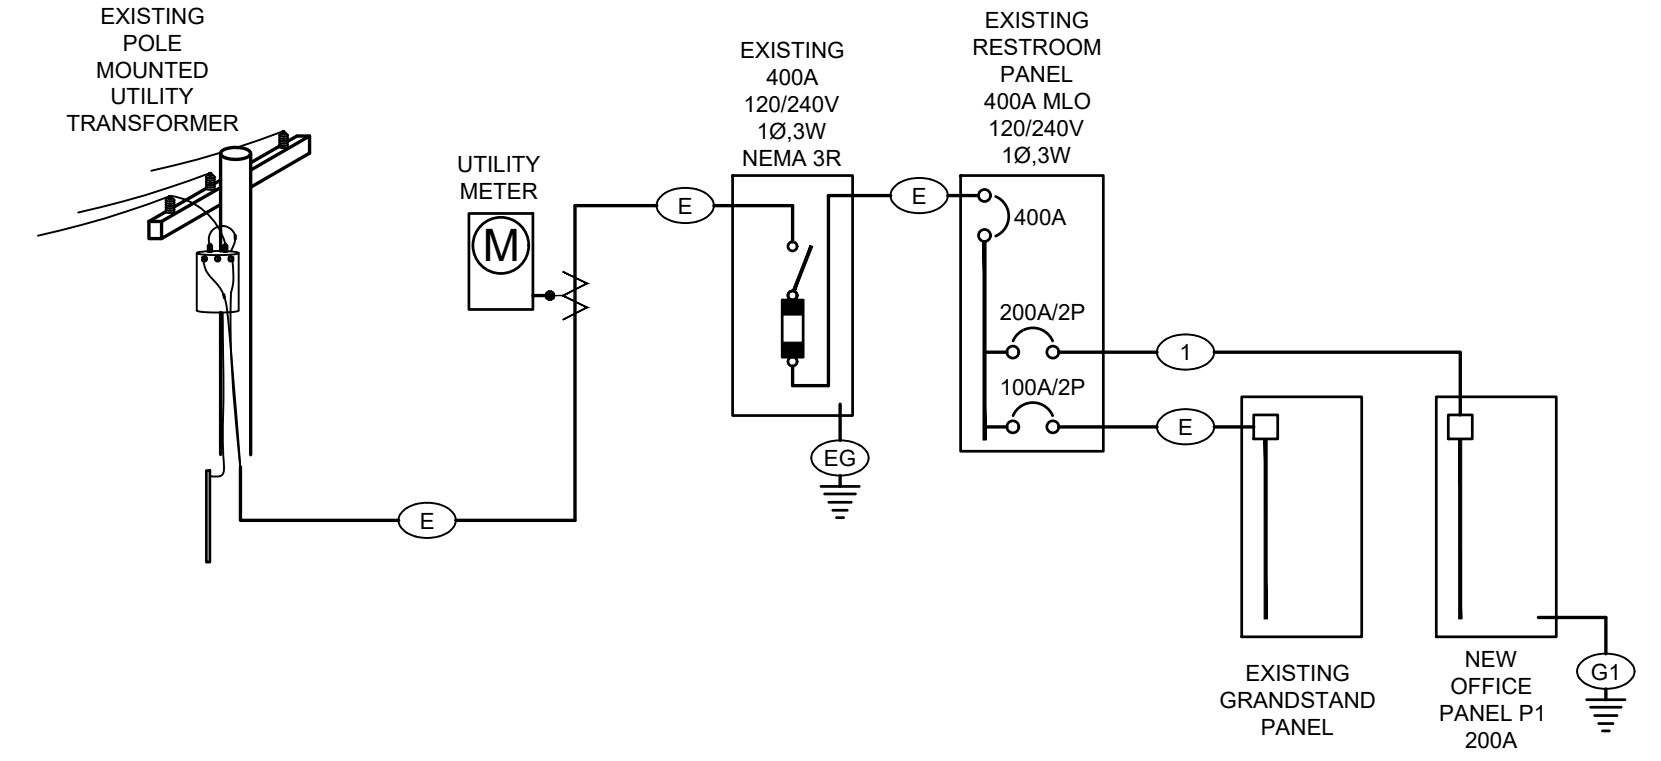 EXISTING
POLE
MOUNTED
UTILITY
TRANSFORMER
UTILITY
METER
M
E
E
EXISTING
400A
120/240V
1Ø,3W
NEMA 3R
EG
E
EXISTING
RESTROOM
PANEL
400A MLO
120/240V
1Ø,3W
400A
200A/2P
100A/2P
1
E
EXISTING
GRANDSTAND
PANEL
NEW
OFFICE
PANEL P1
200A
G1